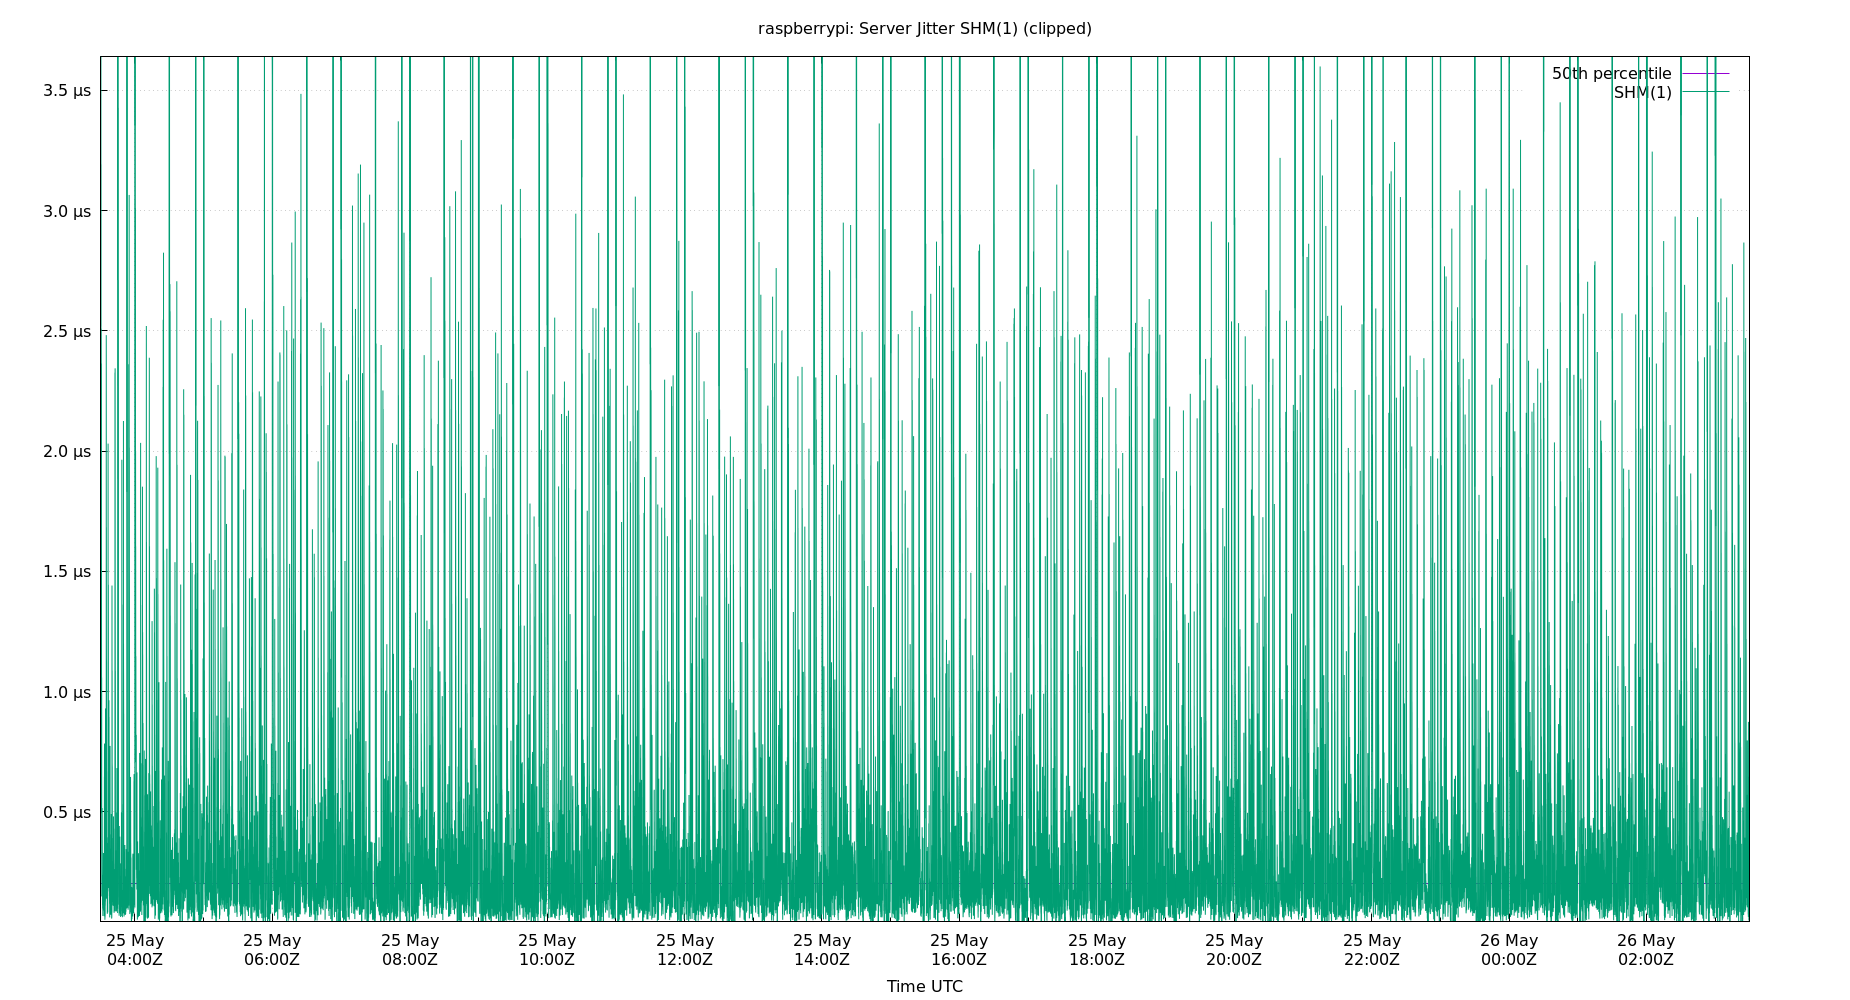 raspberrypi: Server Jitter SHM(1) (clipped)
50th percentile
SHM(1)
3.5 µs
3.0 µs
2.5 µs
2.0 µs
1.5 µs
1.0 µs
0.5 µs
25 May 25 May 25 May 25 May 25 May 25 May 25 May 25 May 25 May 25 May 26 May 26 May
04:00Z 06:00Z 08:00Z 10:00Z 12:00Z 14:00Z 16:00Z 18:00Z 20:00Z 22:00Z 00:00Z 02:00Z
Time UTC